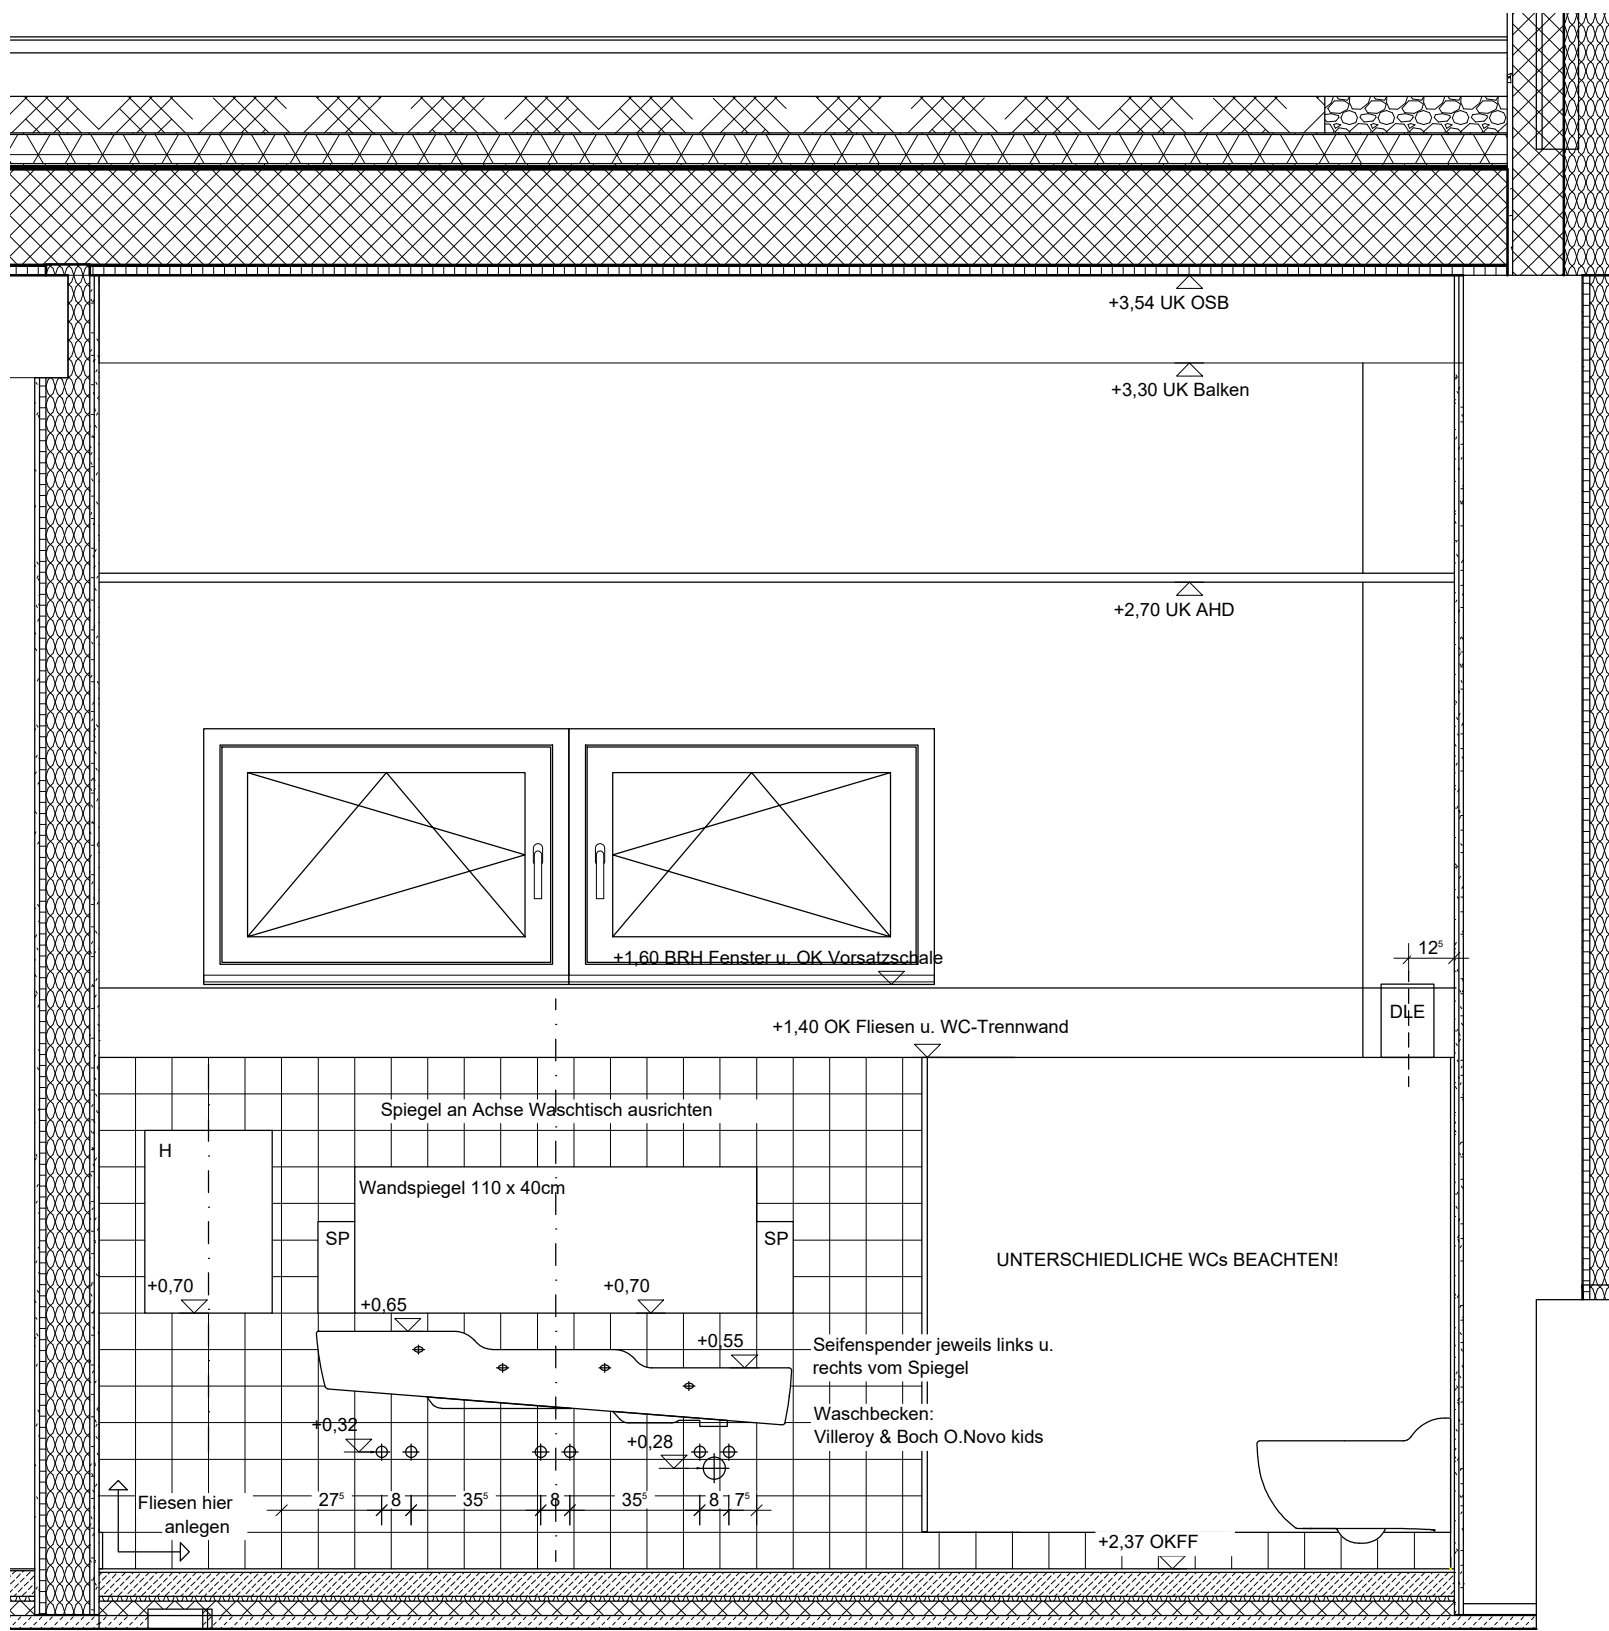 +3,54 UK OSB
+3,30 UK Balken
+2,70 UK AHD
12⁵
+1,60 BRH Fenster u. OK Vorsatzschale
DLE
+1,40 OK Fliesen u. WC-Trennwand
Spiegel an Achse Waschtisch ausrichten
H
Wandspiegel 110 x 40cm
SP
SP
UNTERSCHIEDLICHE WCs BEACHTEN!
+0,70
+0,70
+0,65
+0,55
Seifenspender jeweils links u.
rechts vom Spiegel
Waschbecken:
Villeroy & Boch O.Novo kids
+0,32
+0,28
Fliesen hier
anlegen
27⁵ 8 35⁵ 8 35⁵ 8 7⁵
+2,37 OKFF